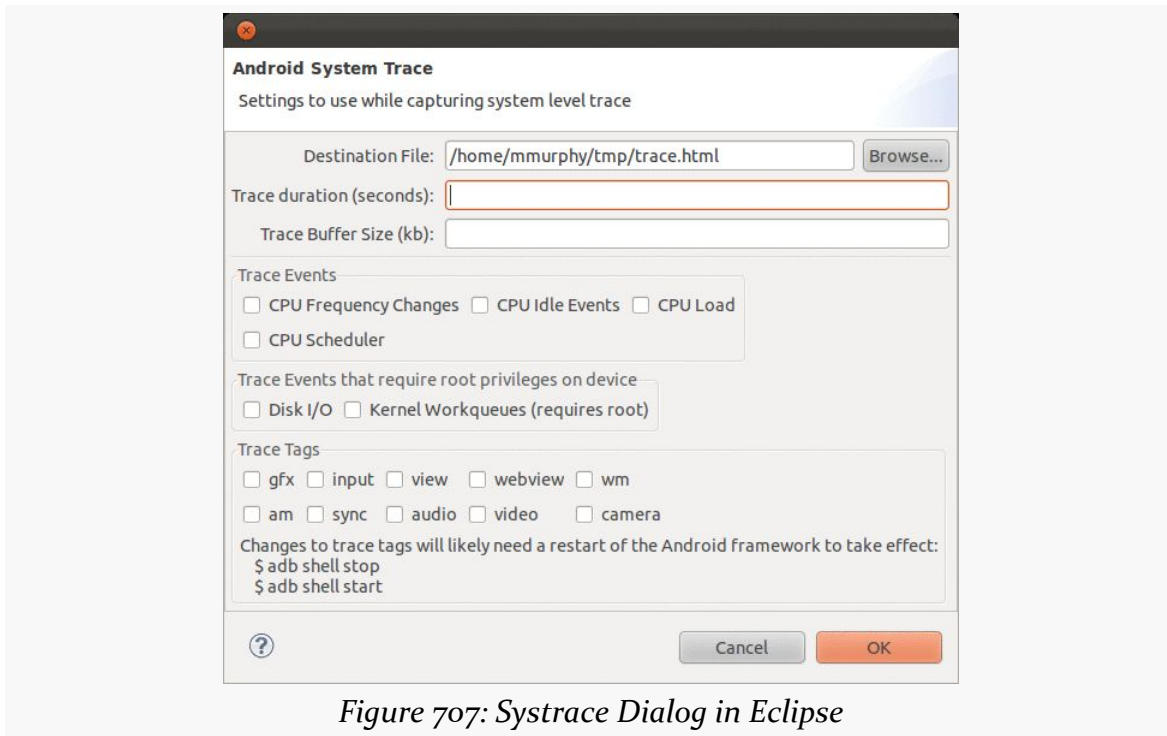 Android System Trace
Settings to use while capturing system level trace
Destination File: /home/mmurphy/tmp/trace.html Browse...
Trace duration (seconds):
Trace Buffer Size (kb):
Trace Events
CPU Frequency Changes CPU Idle Events CPU Load
CPU Scheduler
Trace Events that require root privileges on device
Disk I/O Kernel Workqueues (requires root)
Trace Tags
gfx input view webview wm
am sync audio video camera
Changes to trace tags will likely need a restart of the Android framework to take effect:
$ adb shell stop
$ adb shell start
? Cancel OK
Figure 707: Systrace Dialog in Eclipse